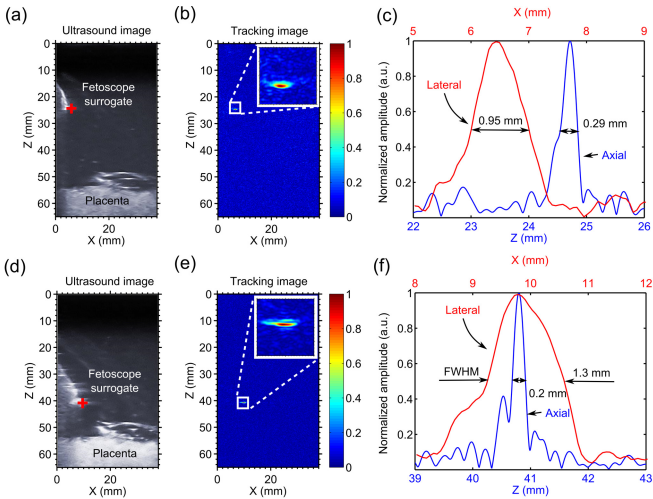 (a)
Ultrasound image
0
10
20
30
40
50
60
Z (mm)
Fetoscope
surrogate
Placenta
0
20
X (mm)
(b)
Tracking image
0
10
20
30
40
50
60
Z (mm)
0
20
X (mm)
1
0.8
0.6
0.4
0.2
0
(c)
X (mm)
5
6
7
8
9
1
0.8
0.6
0.4
0.2
Normalized amplitude (a.u.)
Lateral
0.95 mm
0.29 mm
Axial
22
23
24
25
26
Z (mm)
(d)
Ultrasound image
0
10
20
30
40
50
60
Z (mm)
Fetoscope
surrogate
Placenta
0
20
X (mm)
(e)
Tracking image
0
10
20
30
40
50
60
Z (mm)
0
20
X (mm)
1
0.8
0.6
0.4
0.2
0
(f)
X (mm)
8
9
10
11
12
1
0.8
0.6
0.4
0.2
Normalized amplitude (a.u.)
Lateral
FWHM
1.3 mm
0.2 mm
Axial
39
40
41
42
43
Z (mm)